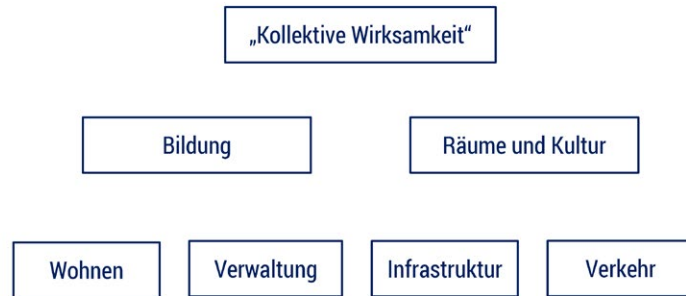 „Kollektive Wirksamkeit“
Bildung
Räume und Kultur
Wohnen
Verwaltung
Infrastruktur
Verkehr